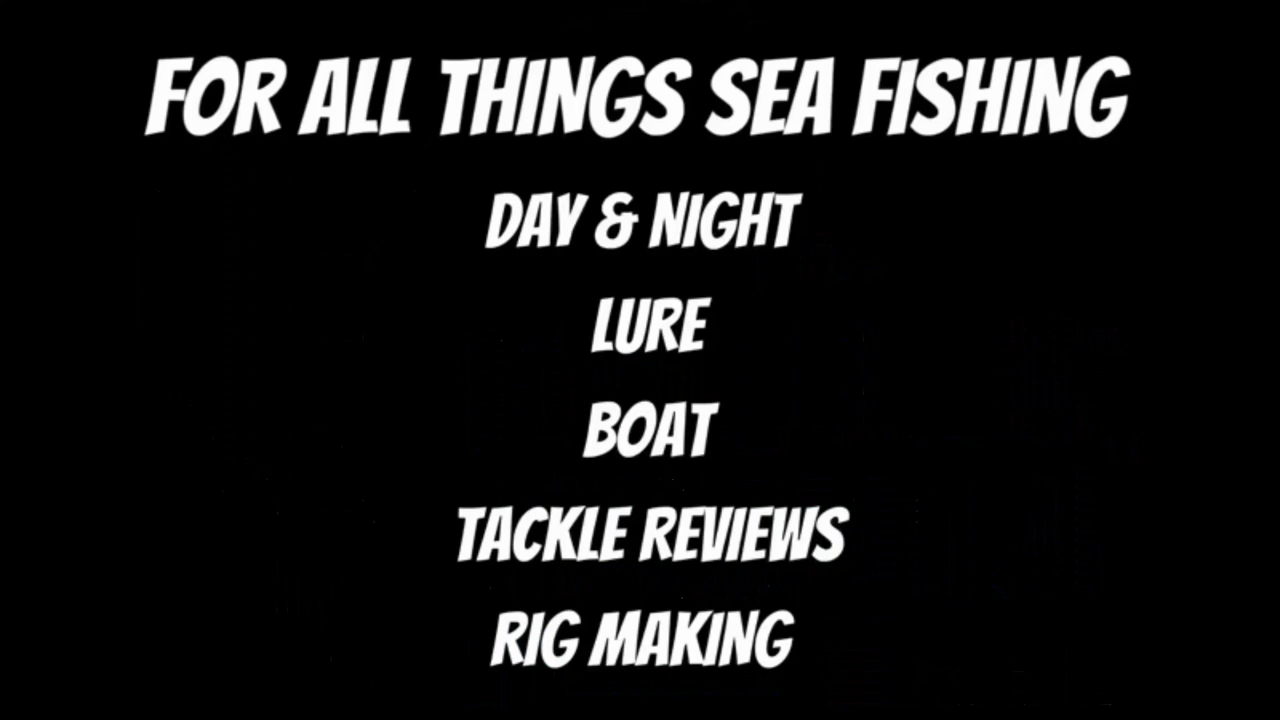 FOR ALL THINGS SEA FISHING
DAY & NIGHT
LURE
BOAT
TACKLE REVIEWS
RIG MAKING